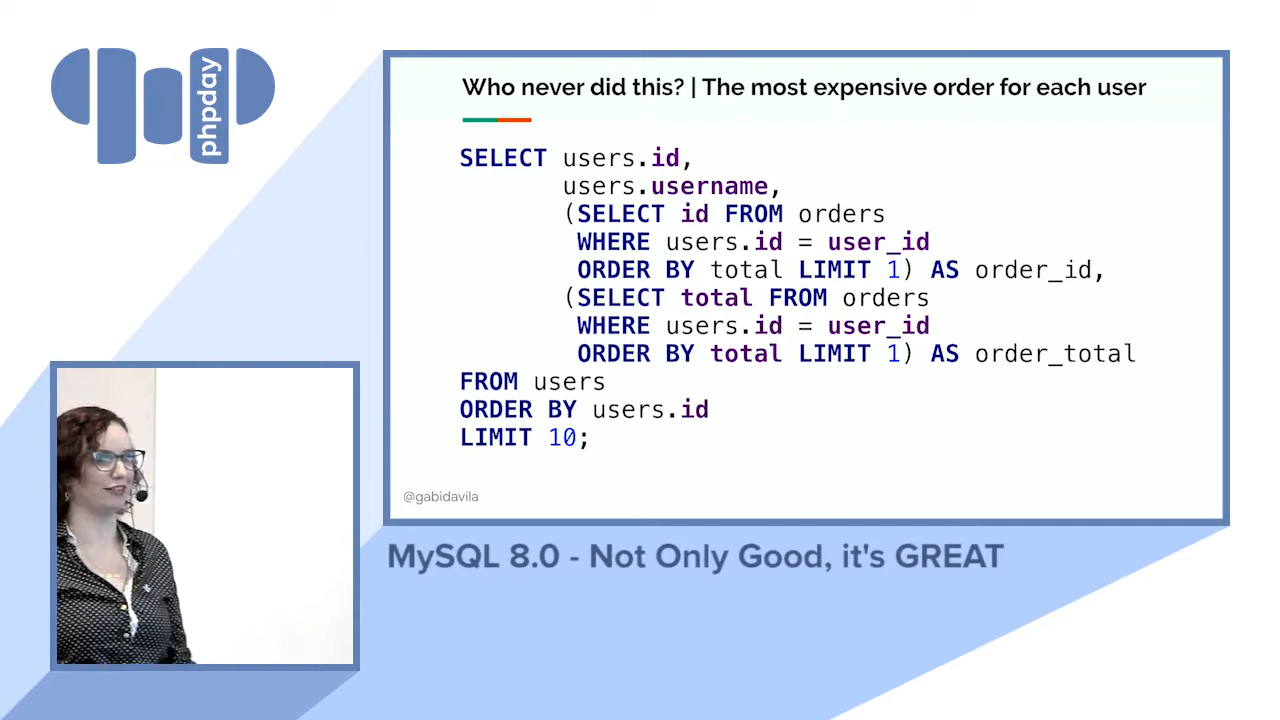 phpday
Who never did this? | The most expensive order for each user
SELECT users.id,
users.username,
(SELECT id FROM orders
WHERE users.id = user_id
ORDER BY total LIMIT 1) AS order_id,
(SELECT total FROM orders
WHERE users.id = user_id
ORDER BY total LIMIT 1) AS order_total
FROM users
ORDER BY users.id
LIMIT 10;
@gabidavila
MySQL 8.0 - Not Only Good, it's GREAT